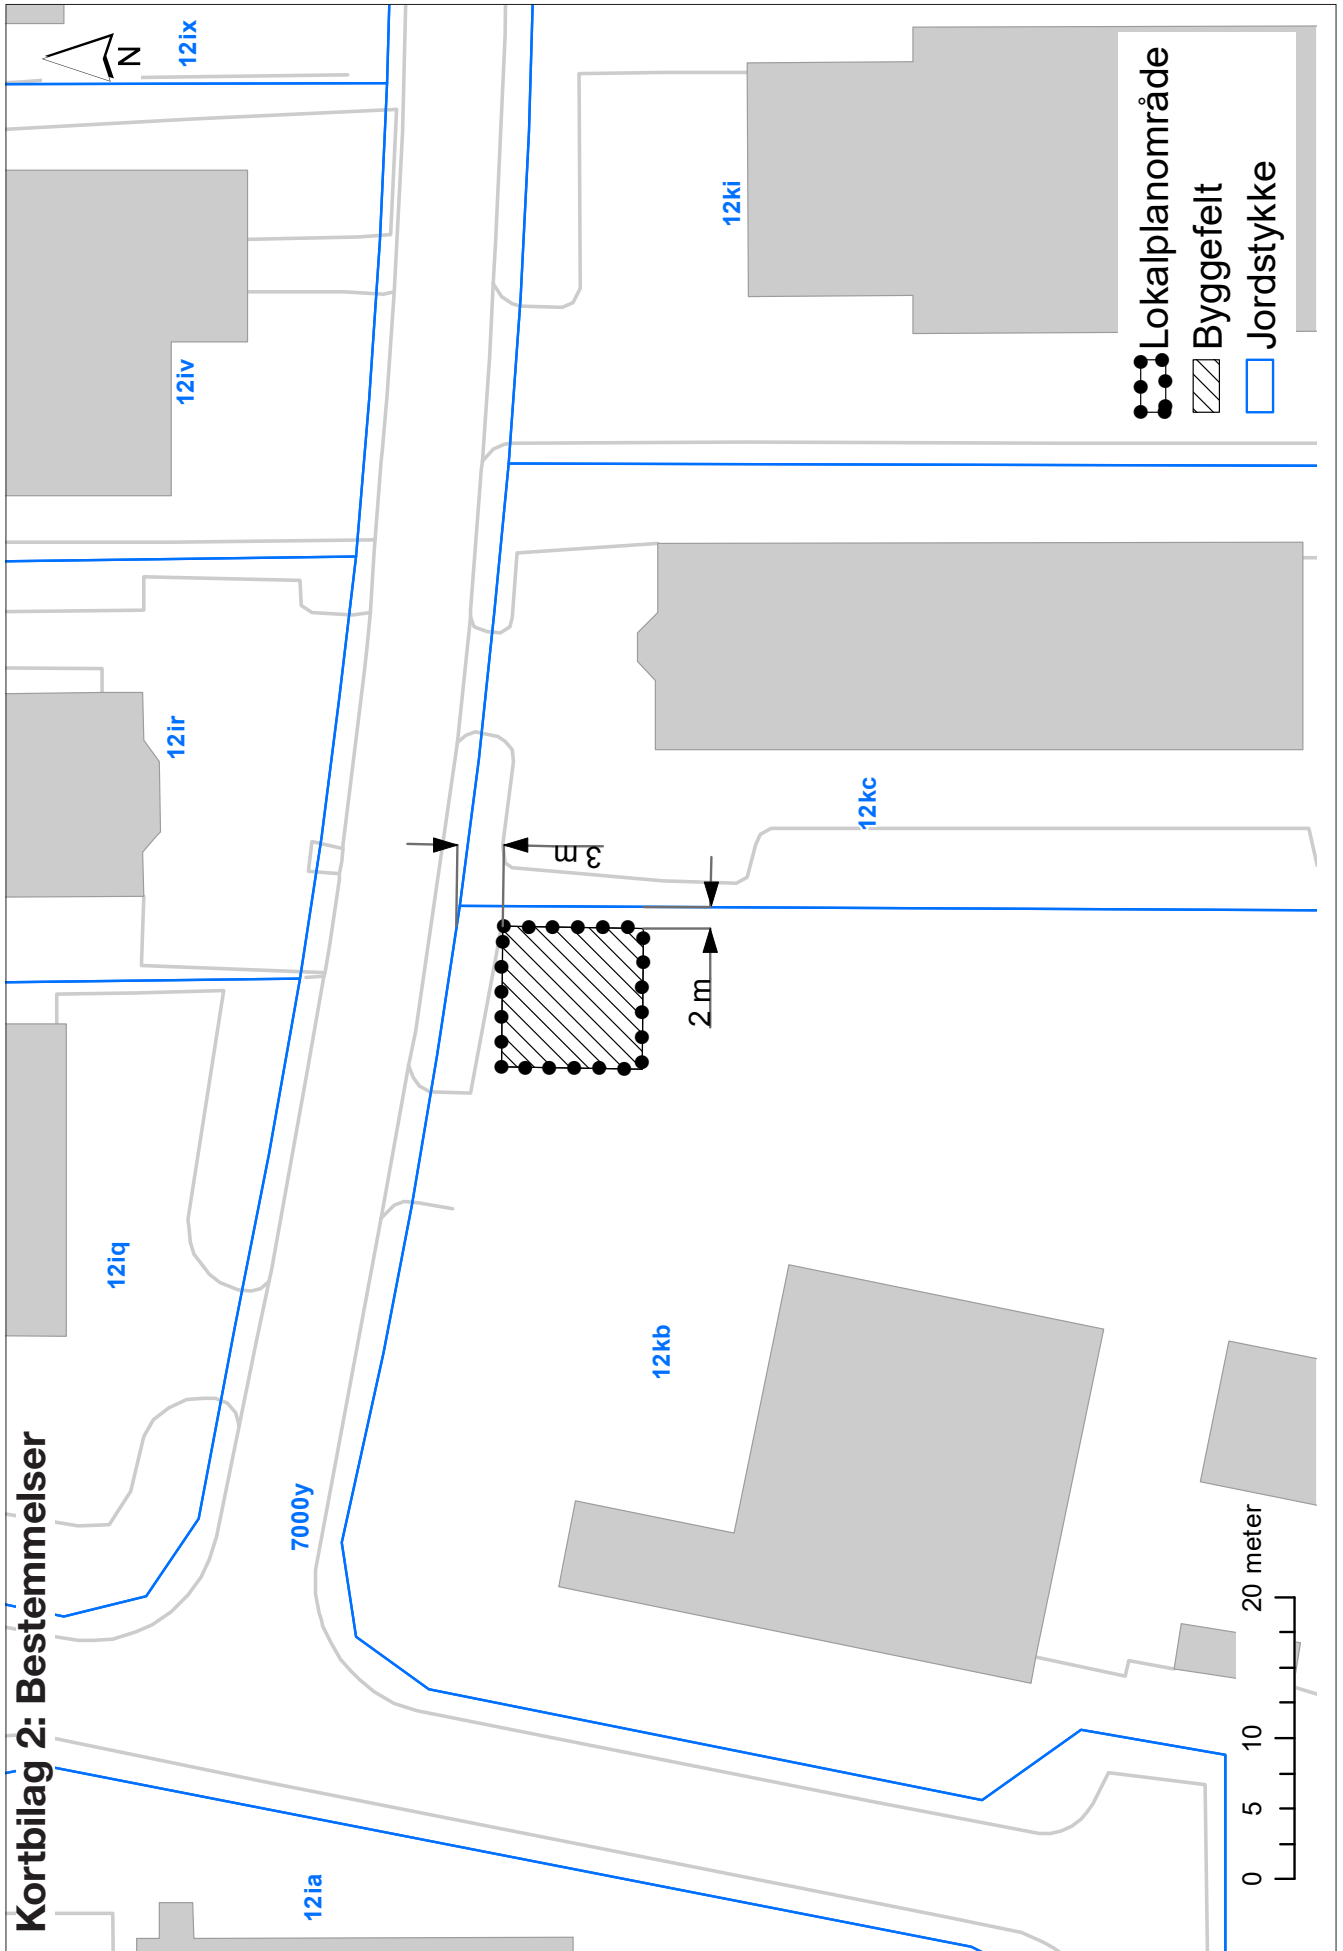 Kortbilag 2: Bestemmelser
N
12ix
12iv
12ir
12iq
12ia
7000y
12ki
12kc
12kb
3 m
2 m
Lokalplanområde
Byggefelt
Jordstykke
0 5 10 20 meter